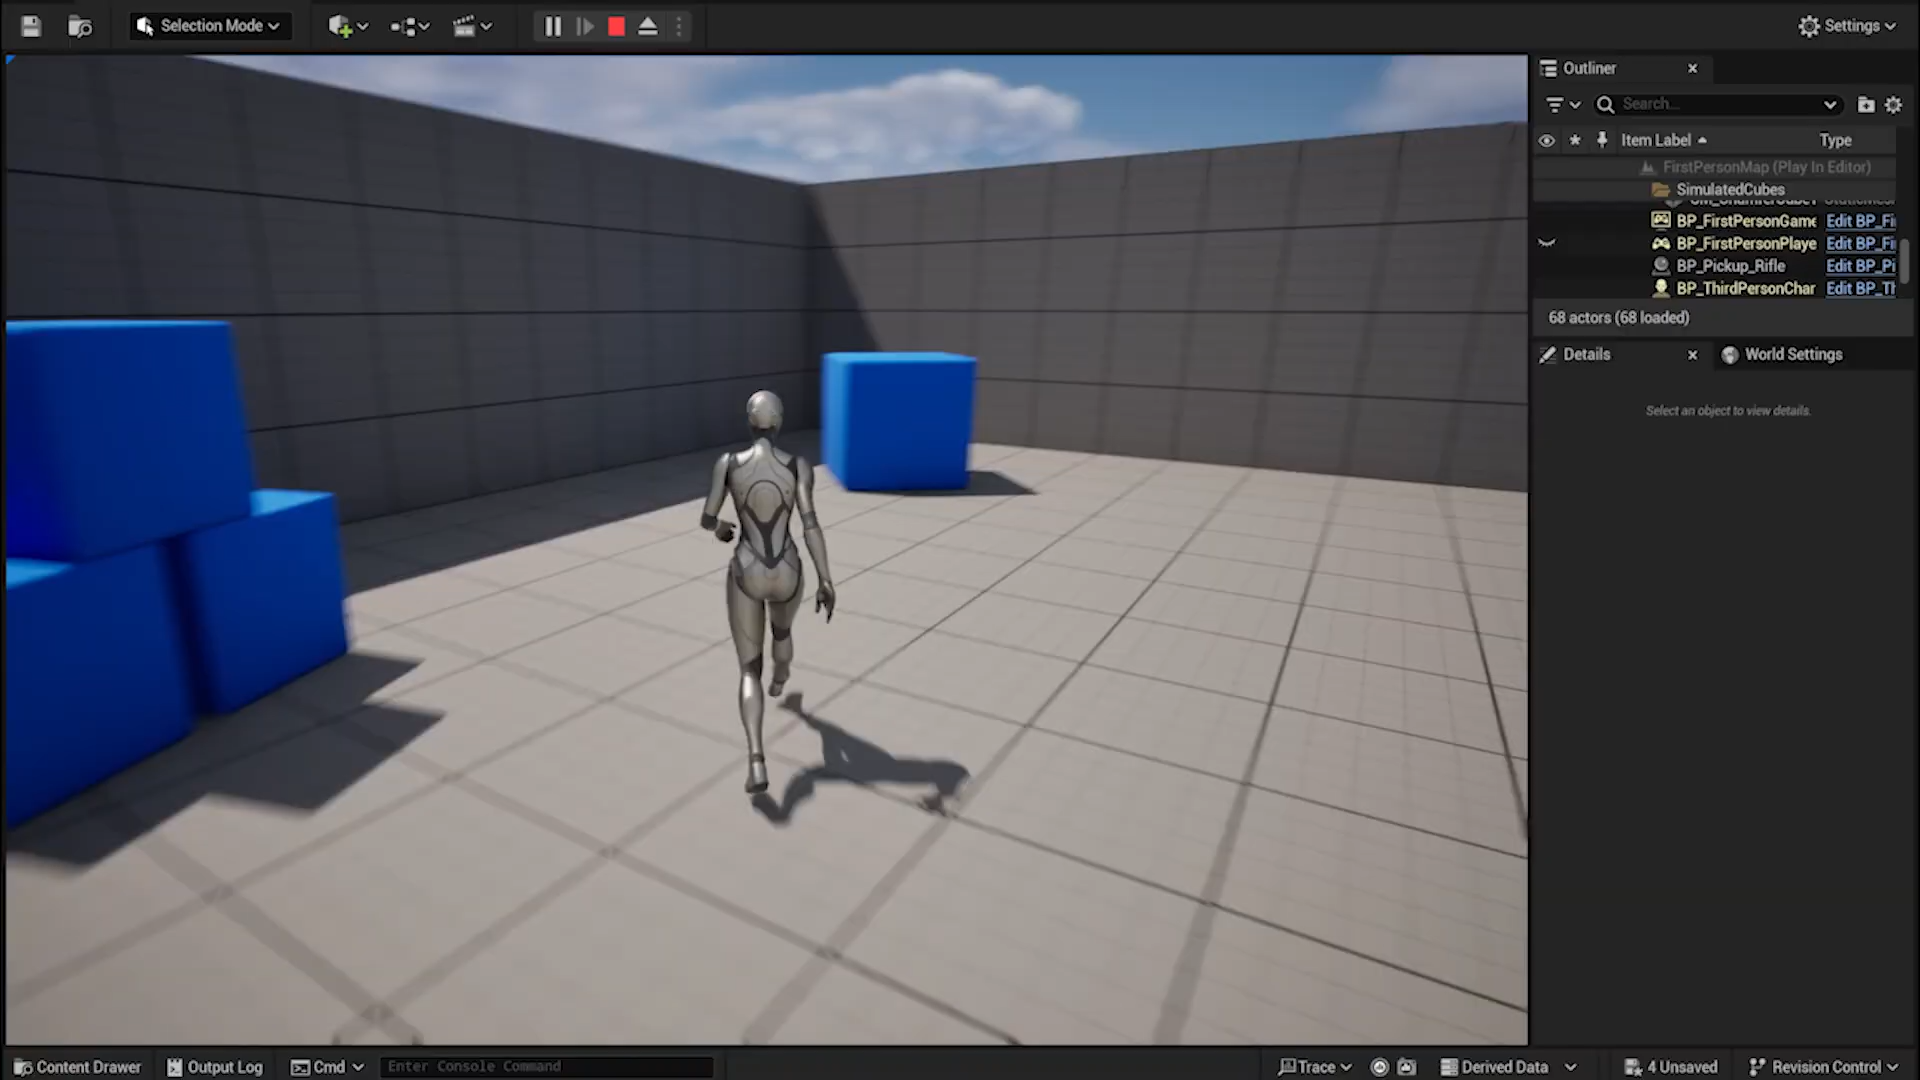 Selection Mode
Settings
Outliner
Search...
Item Label
Type
FirstPersonMap (Play In Editor)
SimulatedCubes
BP_FirstPersonGame Edit BP_Fi
BP_FirstPersonPlaye Edit BP_Fi
BP_Pickup_Rifle Edit BP_Pi
BP_ThirdPersonChar Edit BP_Th
68 actors (68 loaded)
Details
World Settings
Select an object to view details.
Content Drawer
Output Log
Cmd
Enter Console Command
Trace
Derived Data
4 Unsaved
Revision Control